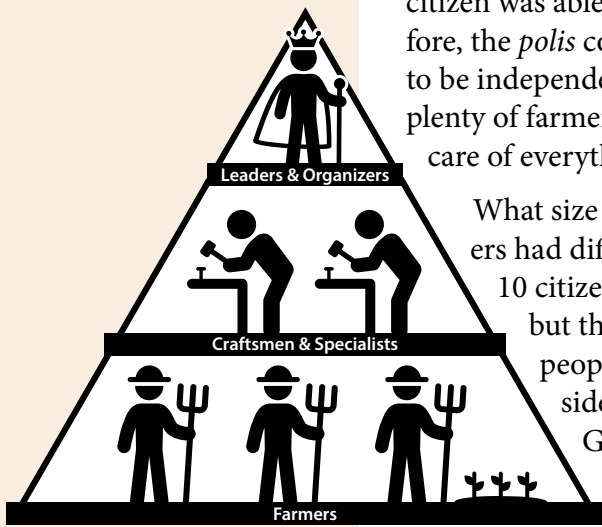 citizen was able
fore, the polis co
to be independe
plenty of farmer
care of everyth
What size
ers had dif
10 citize
but th
peop
side
G
Leaders & Organizers
Craftsmen & Specialists
Farmers